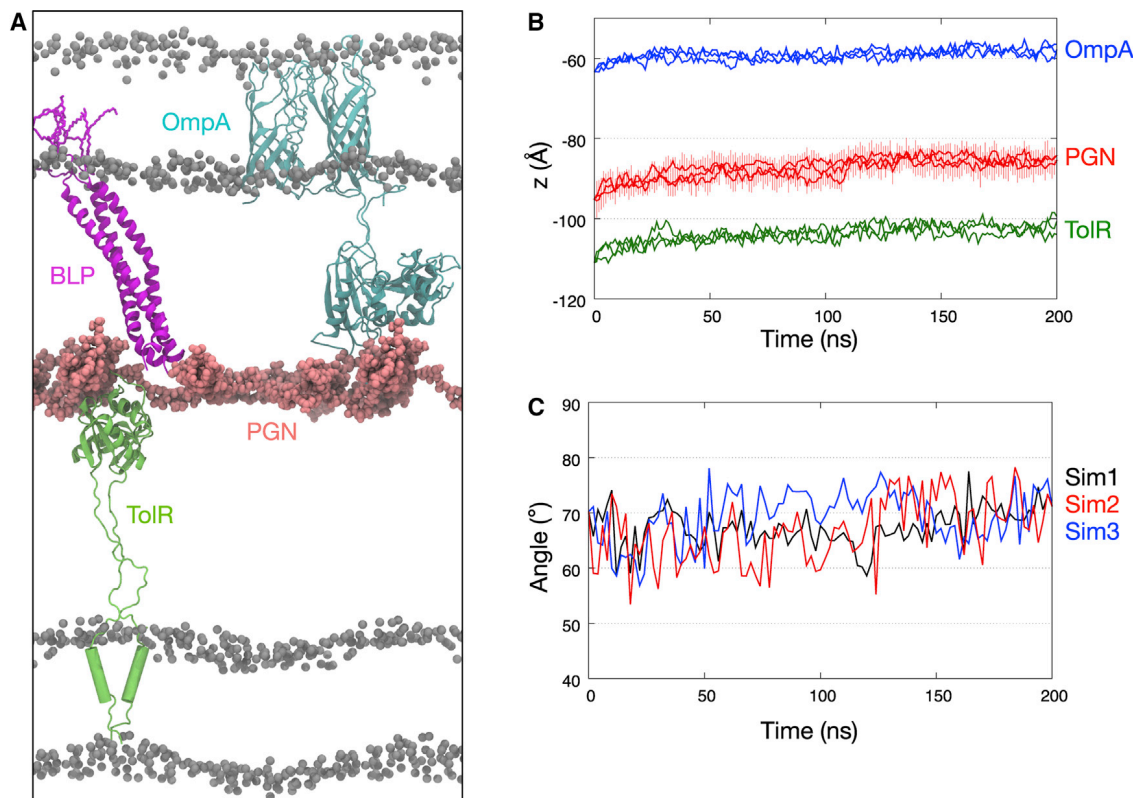 A
OmpA
BLP
PGN
TolR
B
z (Å)
-60
-80
-100
-120
0
50
100
150
200
Time (ns)
OmpA
PGN
TolR
C
Angle (°)
90
80
70
60
50
40
0
50
100
150
200
Time (ns)
Sim1
Sim2
Sim3